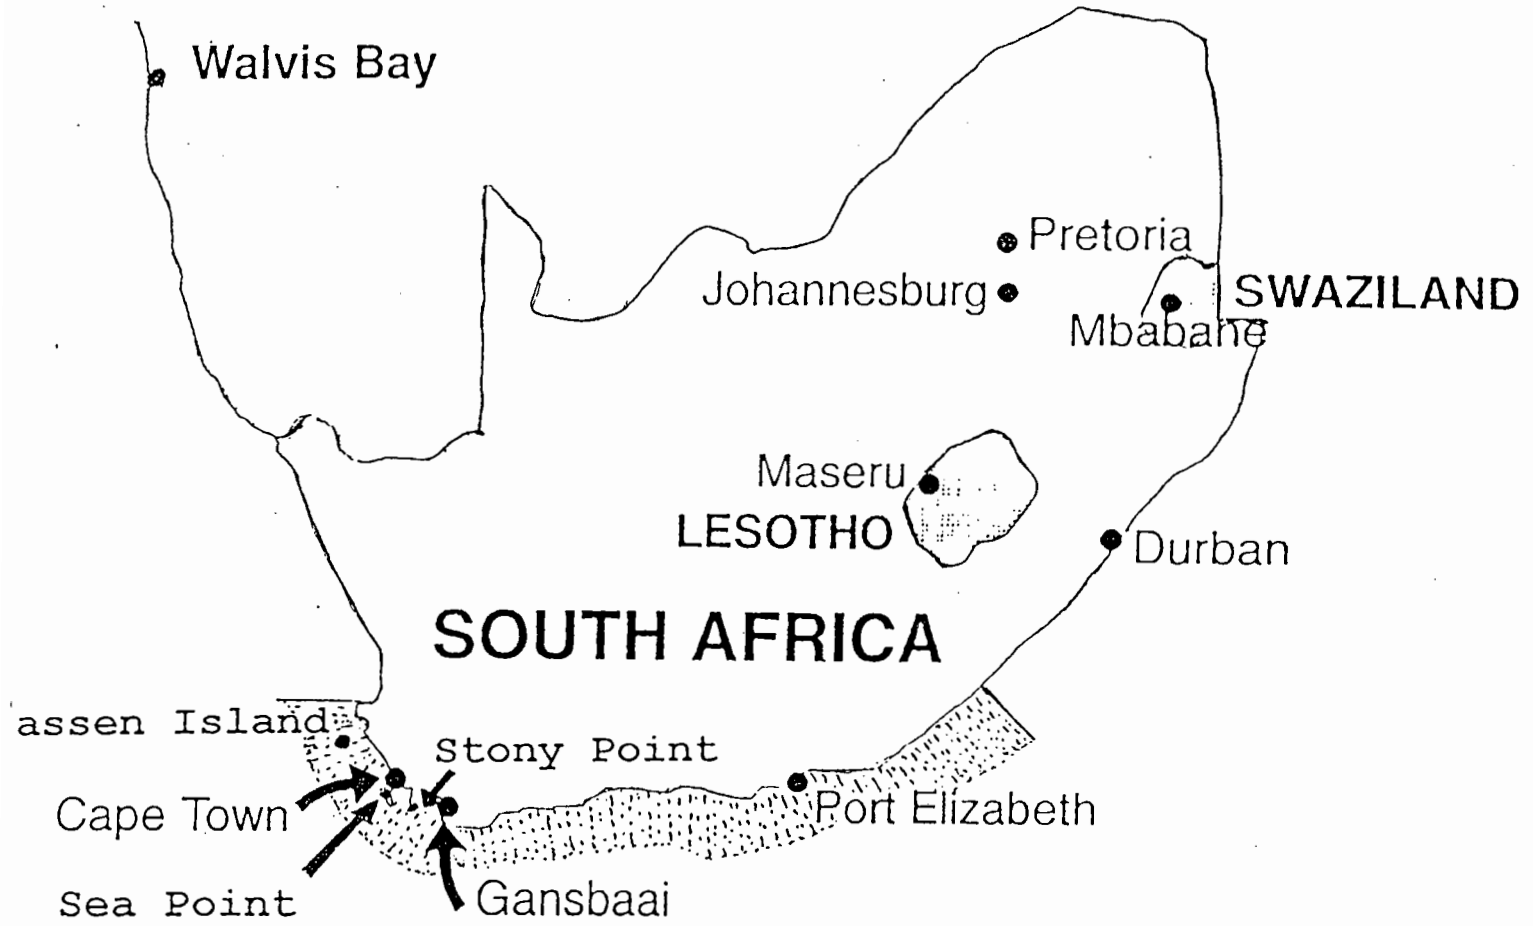 Walvis Bay
Pretoria
Johannesburg
SWAZILAND
Mbabane
Maseru
LESOTHO
Durban
SOUTH AFRICA
assen Island
Stony Point
Cape Town
Port Elizabeth
Sea Point
Gansbaai